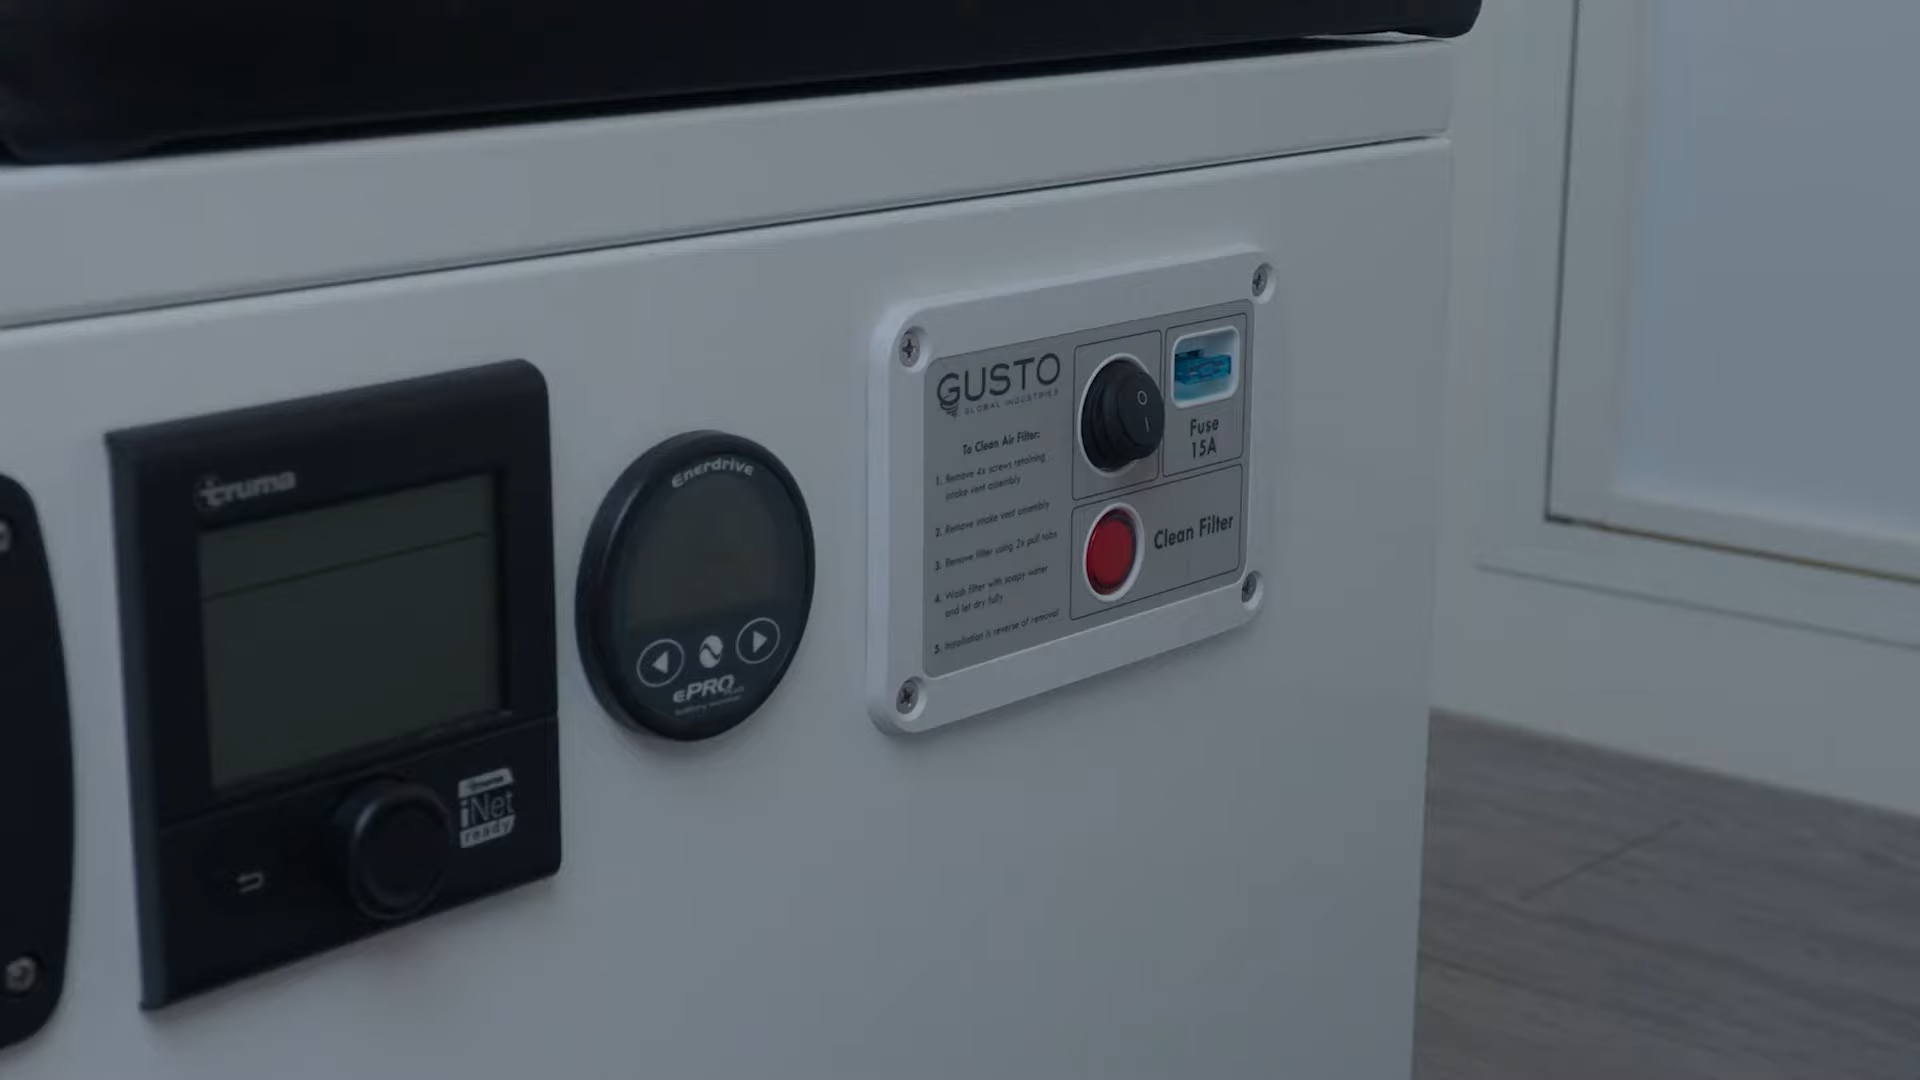 truma
iNet
ready
Enerdrive
ePRO
GUSTO
GLOBAL INDUSTRIES
To Clean Air Filter:
1. Remove 4x screws retaining
intake vent assembly
2. Remove intake vent assembly
3. Remove filter using 2x pull tabs
4. Wash filter with soapy water
and let dry fully
5. Installation is reverse of removal
O
I
Fuse
15A
Clean Filter